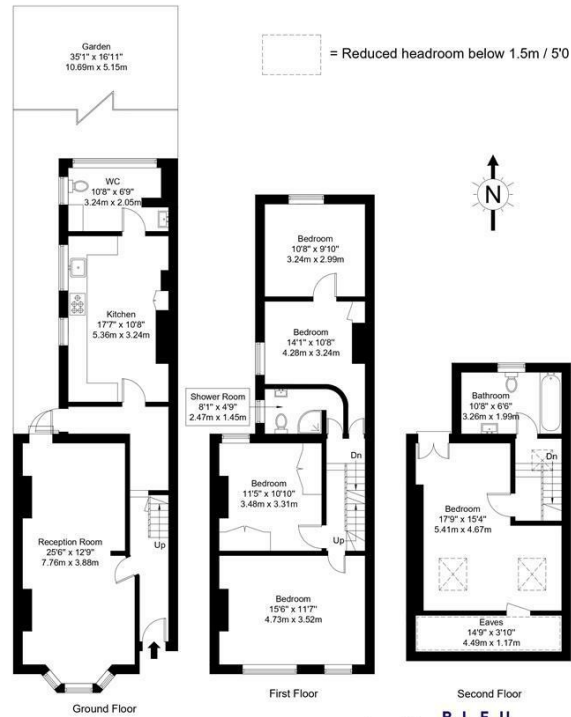 Garden
35'1" x 16'11"
10.69m x 5.15m
= Reduced headroom below 1.5m / 5'0
N
WC
10'8" x 6'9"
3.24m x 2.05m
Kitchen
17'7" x 10'8"
5.36m x 3.24m
Reception Room
25'6" x 12'9"
7.76m x 3.88m
Up
Ground Floor
Bedroom
10'8" x 9'10"
3.24m x 2.99m
Bedroom
14'1" x 10'8"
4.28m x 3.24m
Shower Room
8'1" x 4'9"
2.47m x 1.45m
Dn
Bedroom
11'5" x 10'10"
3.48m x 3.31m
Up
Bedroom
15'6" x 11'7"
4.73m x 3.52m
First Floor
Bathroom
10'8" x 6'6"
3.26m x 1.99m
Dn
Bedroom
17'9" x 15'4"
5.41m x 4.67m
Eaves
14'9" x 3'10"
4.49m x 1.17m
Second Floor